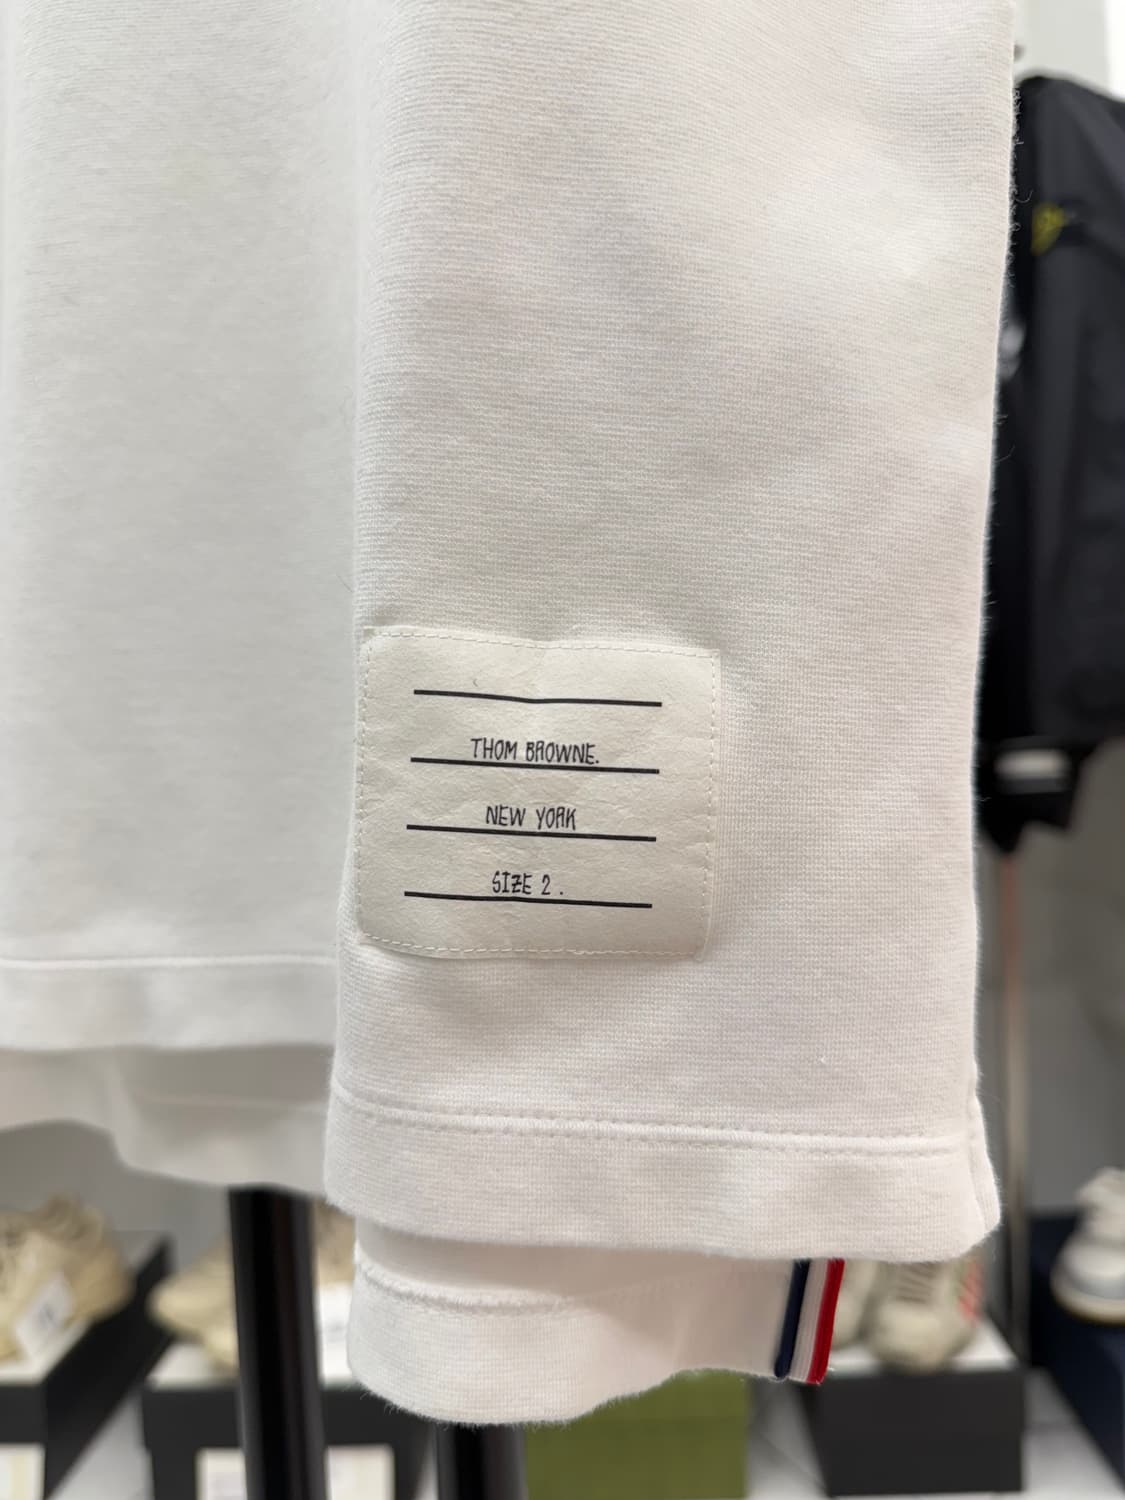 THOM BROWNE.
NEW YORK
SIZE 2 .